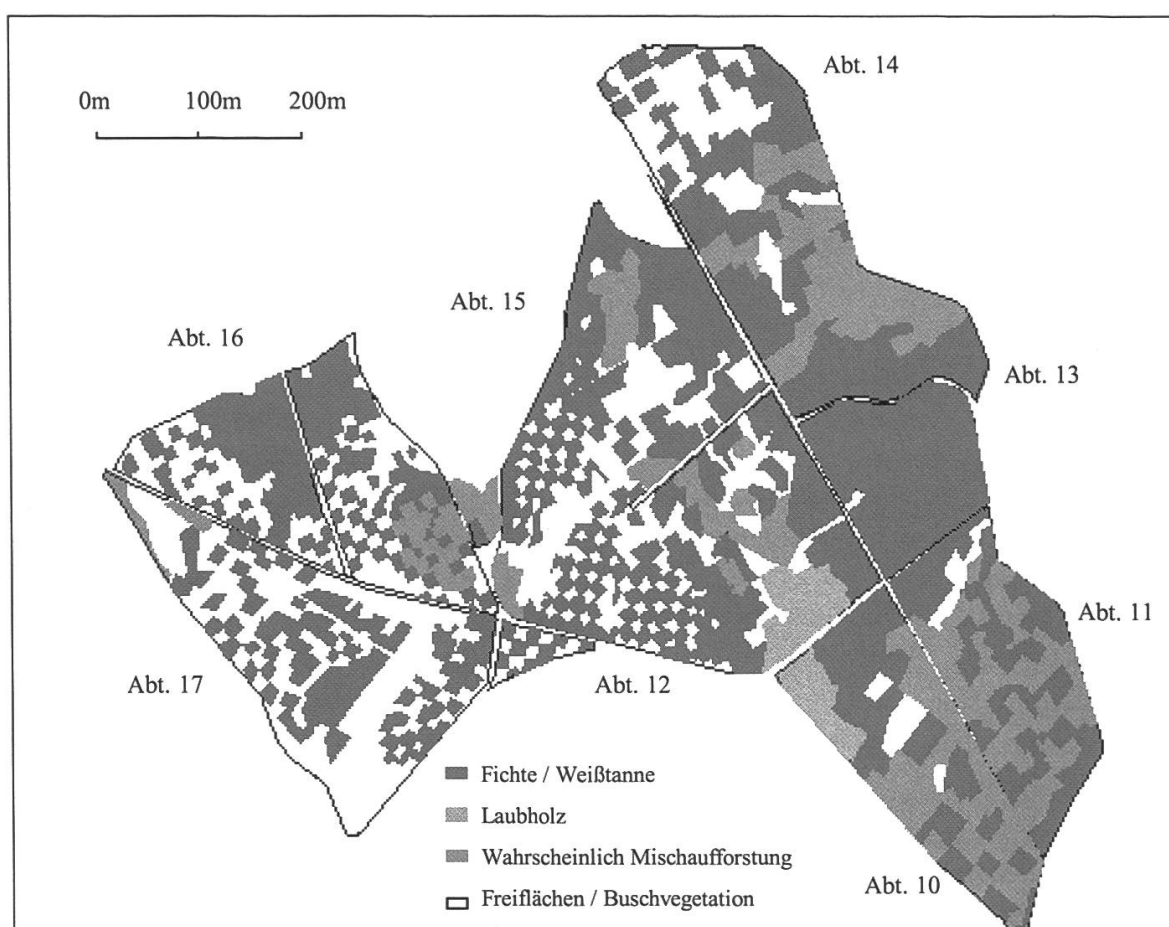 Abt. 14
0m 100m 200m
Abt. 15
Abt. 16
Abt. 13
Abt. 11
Abt. 17
Abt. 12
Fichte / Weißtanne
Laubholz
Wahrscheinlich Mischaufforstung
Abt. 10
Freiflächen / Buschvegetation